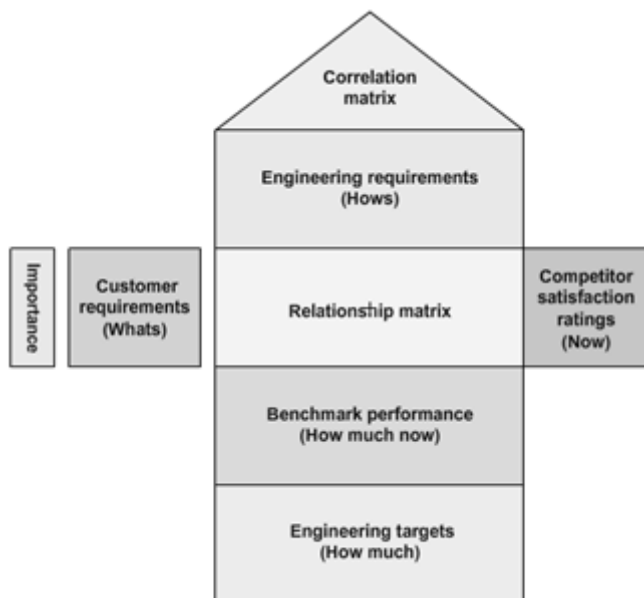 Correlation
matrix
Engineering requirements
(Hows)
Importance
Customer
requirements
(Whats)
Relationship matrix
Competitor
satisfaction
ratings
(Now)
Benchmark performance
(How much now)
Engineering targets
(How much)